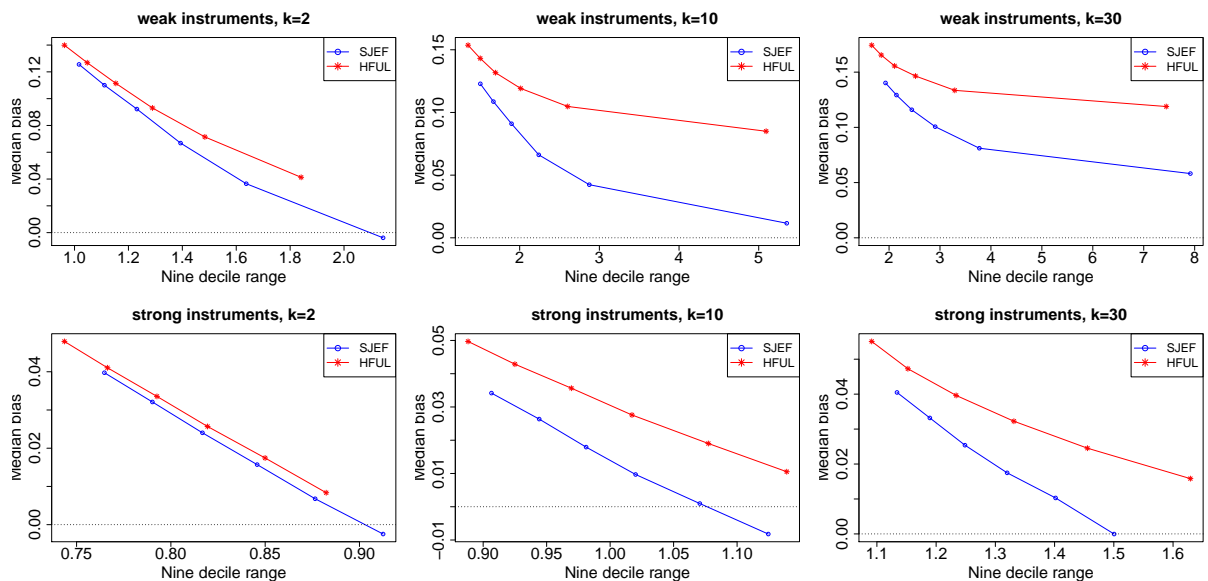 weak instruments, k=2
SJEF
HFUL
Median bias
0.00 0.04 0.08 0.12
1.0 1.2 1.4 1.6 1.8 2.0
Nine decile range
weak instruments, k=10
SJEF
HFUL
Median bias
0.00 0.05 0.10 0.15
2 3 4 5
Nine decile range
weak instruments, k=30
SJEF
HFUL
Median bias
0.00 0.05 0.10 0.15
2 3 4 5 6 7 8
Nine decile range
strong instruments, k=2
SJEF
HFUL
Median bias
0.00 0.02 0.04
0.75 0.80 0.85 0.90
Nine decile range
strong instruments, k=10
SJEF
HFUL
Median bias
-0.01 0.01 0.03 0.05
0.90 0.95 1.00 1.05 1.10
Nine decile range
strong instruments, k=30
SJEF
HFUL
Median bias
0.00 0.02 0.04
1.1 1.2 1.3 1.4 1.5 1.6
Nine decile range